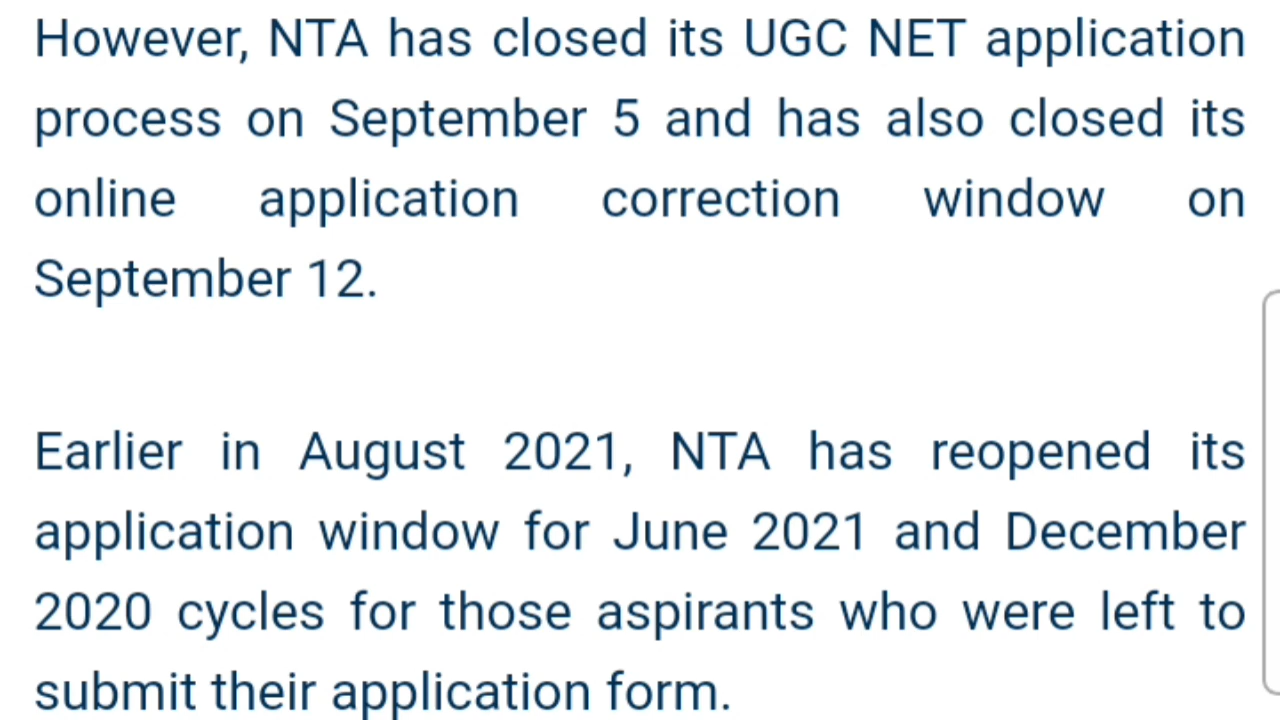 However, NTA has closed its UGC NET application
process on September 5 and has also closed its
online application correction window on
September 12.
Earlier in August 2021, NTA has reopened its
application window for June 2021 and December
2020 cycles for those aspirants who were left to
submit their application form.